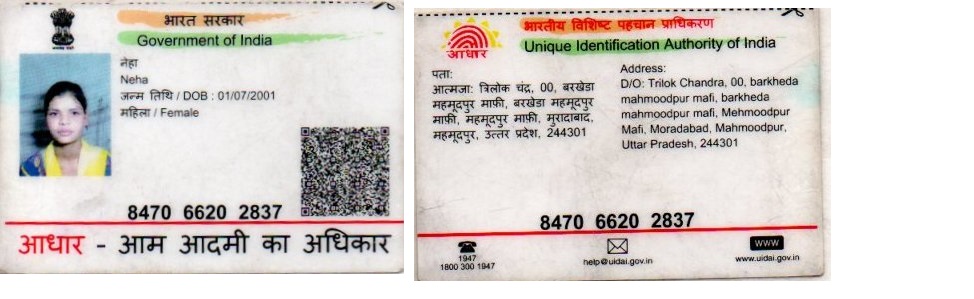 भारत सरकार
Government of India
नेहा
Neha
जन्म तिथि / DOB : 01/07/2001
महिला / Female
8470 6620 2837
आधार - आम आदमी का अधिकार
भारतीय विशिष्ट पहचान प्राधिकरण
Unique Identification Authority of India
आधार
पता:
आत्मजा: त्रिलोक चंद्र, 00, बरखेडा
महमूदपुर माफ़ी, बरखेडा महमूदपुर
माफ़ी, महमूदपुर माफ़ी, मुरादाबाद,
महमूदपुर, उत्तर प्रदेश, 244301
Address:
D/O: Trilok Chandra, 00, barkheda
mahmoodpur mafi, barkheda
mahmoodpur mafi, Mehmoodpur
Mafi, Moradabad, Mahmoodpur,
Uttar Pradesh, 244301
8470 6620 2837
1947
1800 300 1947
help@uidai.gov.in
www
www.uidai.gov.in